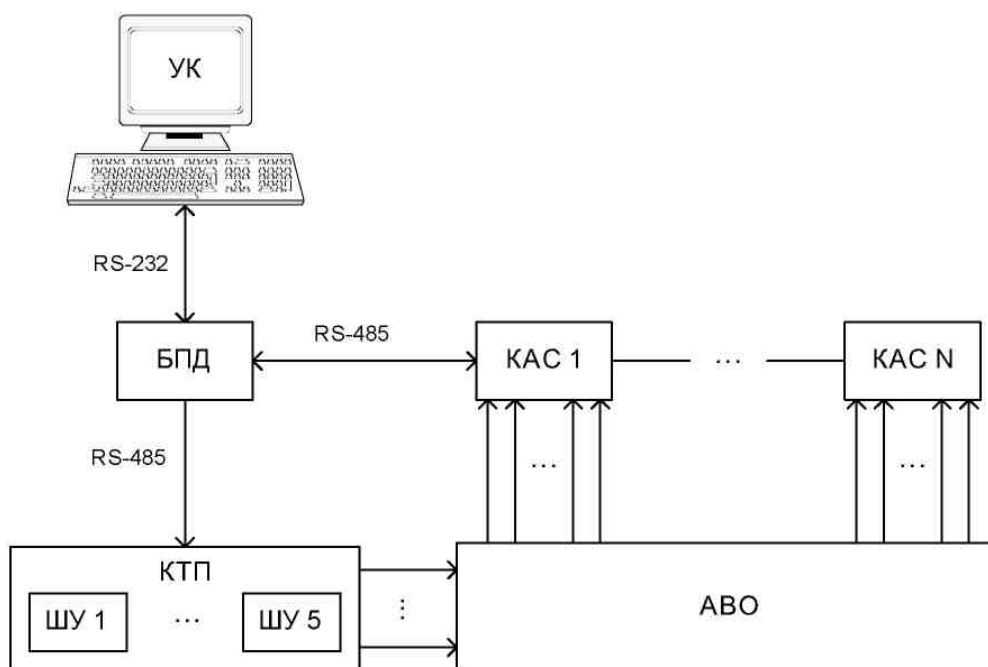 УК
RS-232
RS-485
БПД
КАС 1
...
КАС N
RS-485
...
...
КТП
ШУ 1
...
ШУ 5
...
АВО